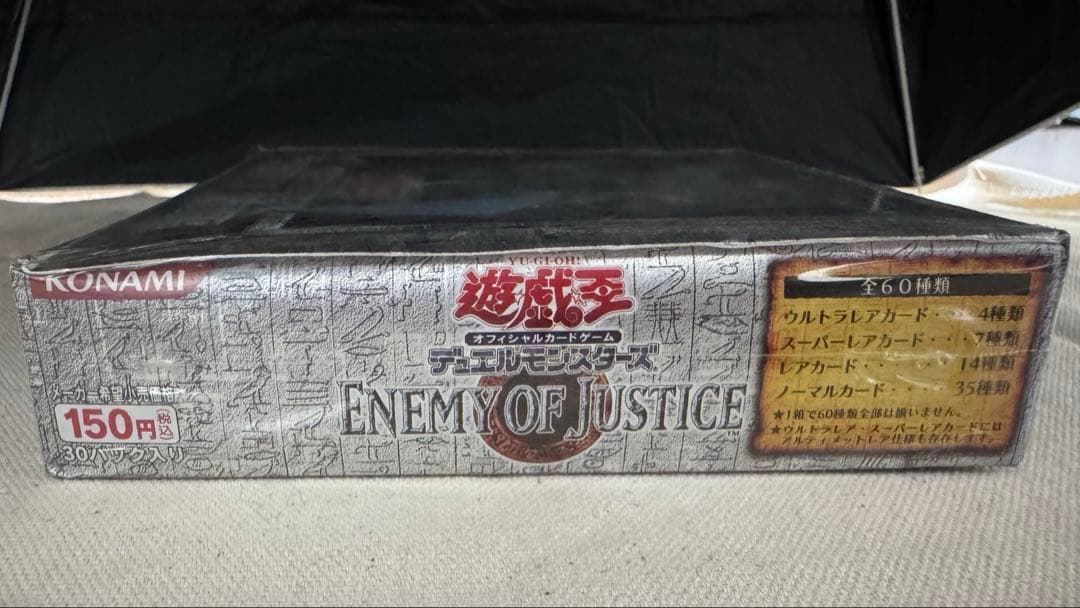 KONAMI
YU-GI-OH!
遊戯王
オフィシャルカードゲーム
デュエルモンスターズ
ENEMY OF JUSTICE
TM
メーカー希望小売価格
150円(税込)
30パック入り
全60種類
ウルトラレアカード・・・4種類
スーパーレアカード・・・7種類
レアカード・・・・・・14種類
ノーマルカード・・・35種類
★1箱で60種類全部は揃いません。
★ウルトラレア・スーパーレアカードには
アルティメットレア仕様も存在します。